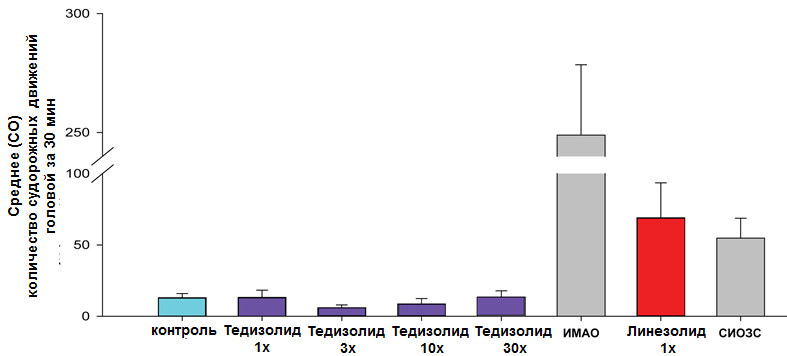 Среднее (СО)
количество судорожных движений
головой за 30 мин
300
250
100
50
0
контроль
Тедизолид
1x
Тедизолид
3x
Тедизолид
10x
Тедизолид
30x
ИМАО
Линезолид
1x
СИОЗС